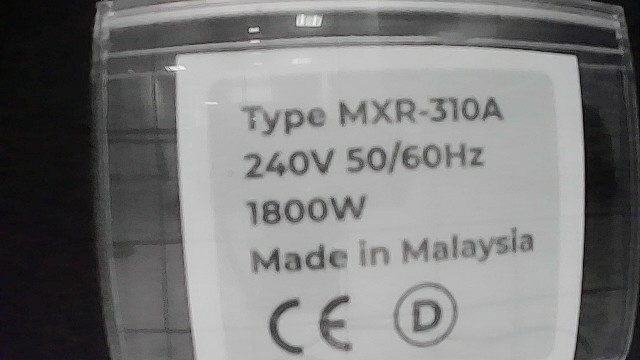 Type MXR-310A
240V 50/60Hz
1800W
Made in Malaysia
CE D